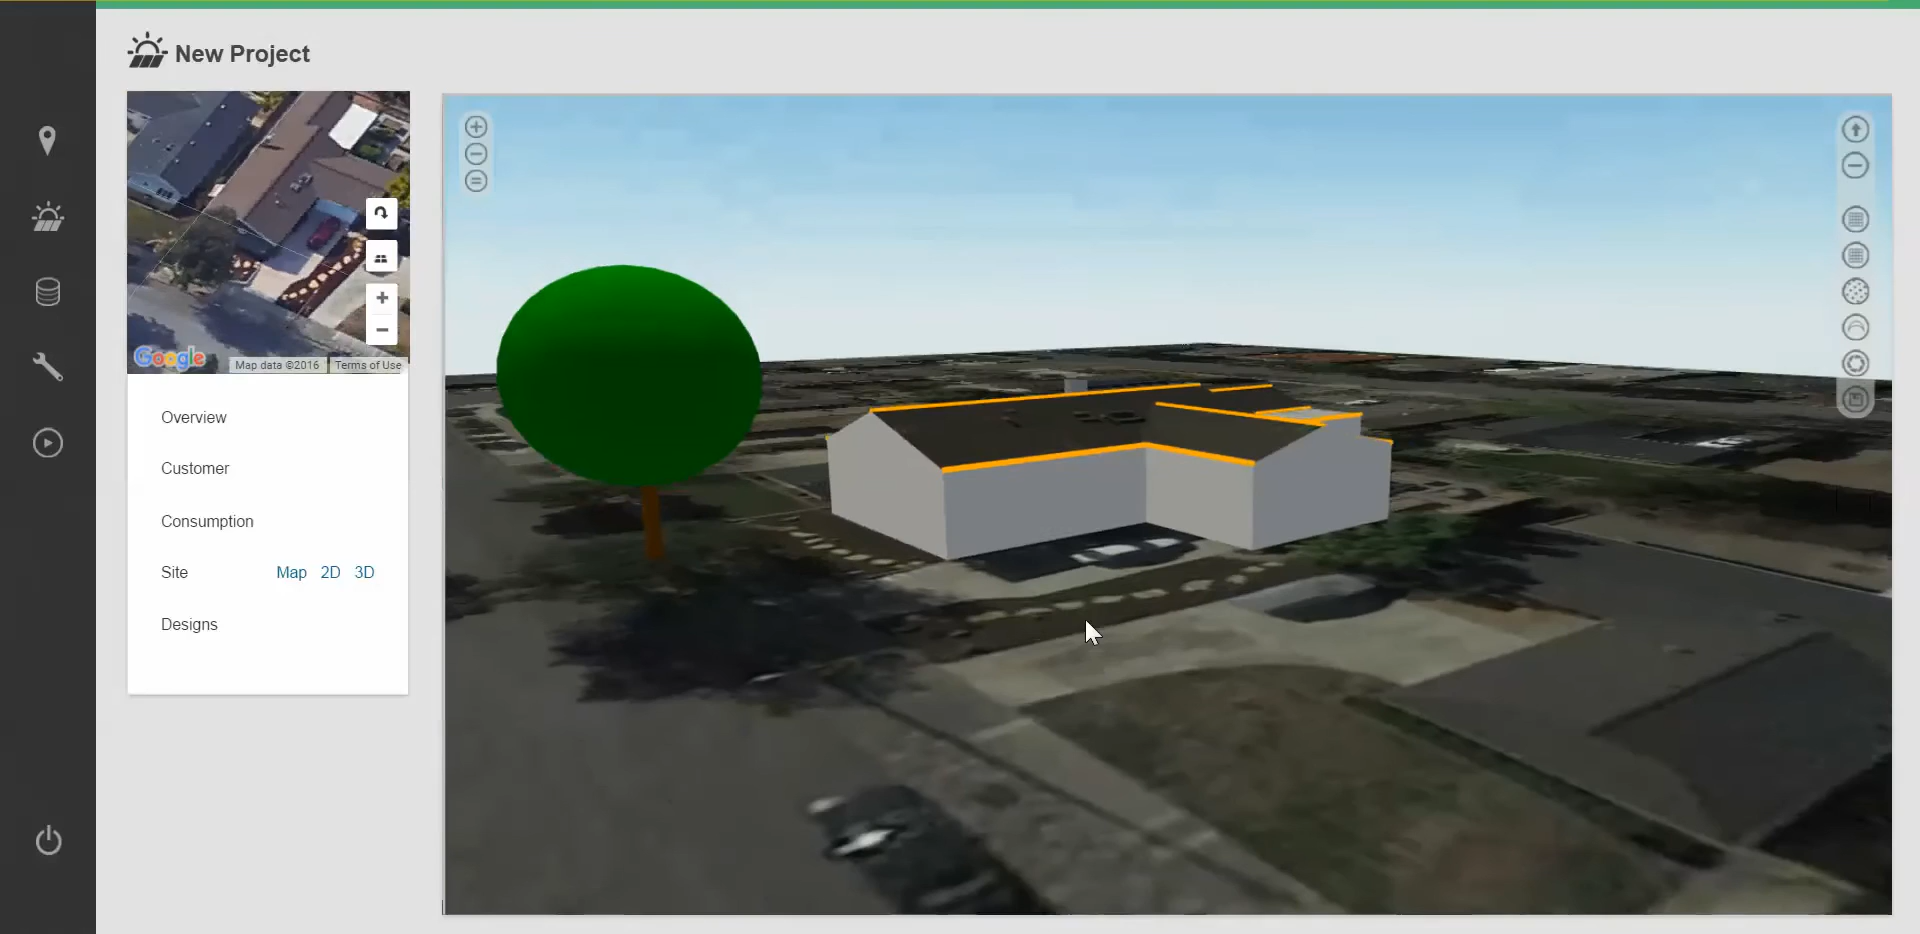 New Project
Google
Map data ©2016
Terms of Use
Overview
Customer
Consumption
Site Map 2D 3D
Designs